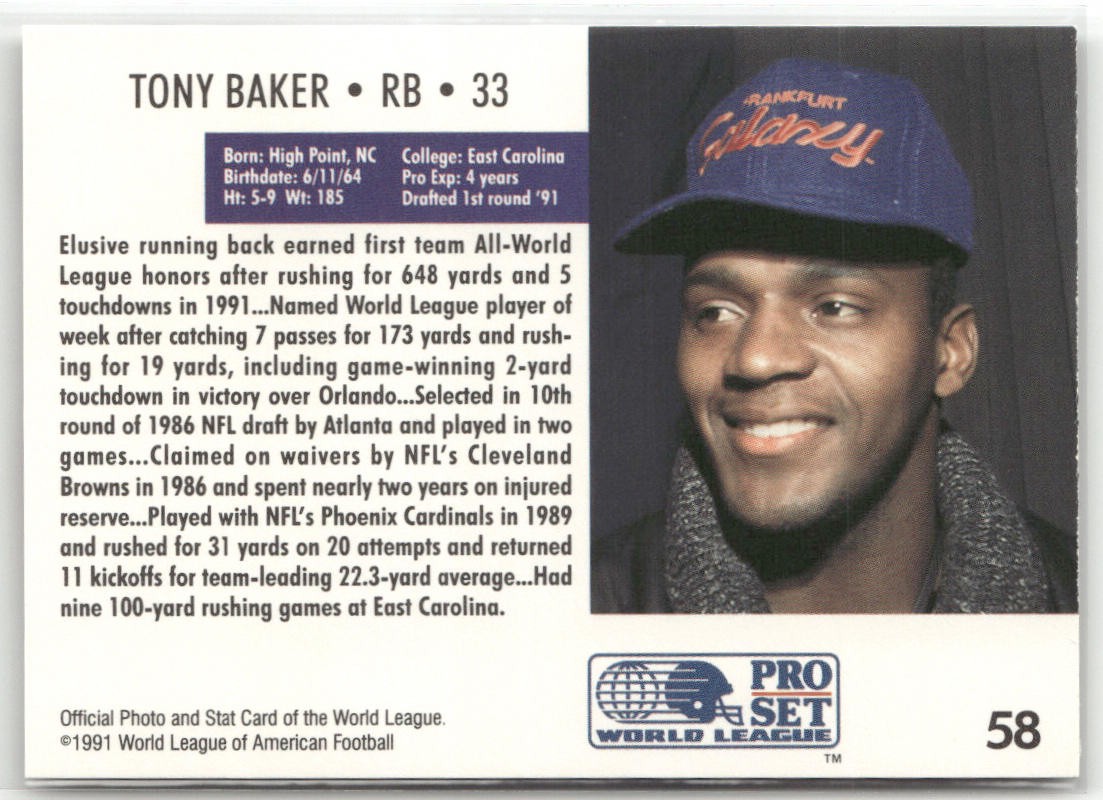 TONY BAKER • RB • 33
Born: High Point, NC
Birthdate: 6/11/64
Ht: 5-9 Wt: 185
College: East Carolina
Pro Exp: 4 years
Drafted 1st round '91
Elusive running back earned first team All-World
League honors after rushing for 648 yards and 5
touchdowns in 1991...Named World League player of
week after catching 7 passes for 173 yards and rush-
ing for 19 yards, including game-winning 2-yard
touchdown in victory over Orlando...Selected in 10th
round of 1986 NFL draft by Atlanta and played in two
games...Claimed on waivers by NFL's Cleveland
Browns in 1986 and spent nearly two years on injured
reserve...Played with NFL's Phoenix Cardinals in 1989
and rushed for 31 yards on 20 attempts and returned
11 kickoffs for team-leading 22.3-yard average...Had
nine 100-yard rushing games at East Carolina.
FRANKFURT
Galaxy
TM
Official Photo and Stat Card of the World League.
©1991 World League of American Football
PRO
SET
WORLD LEAGUE
TM
58